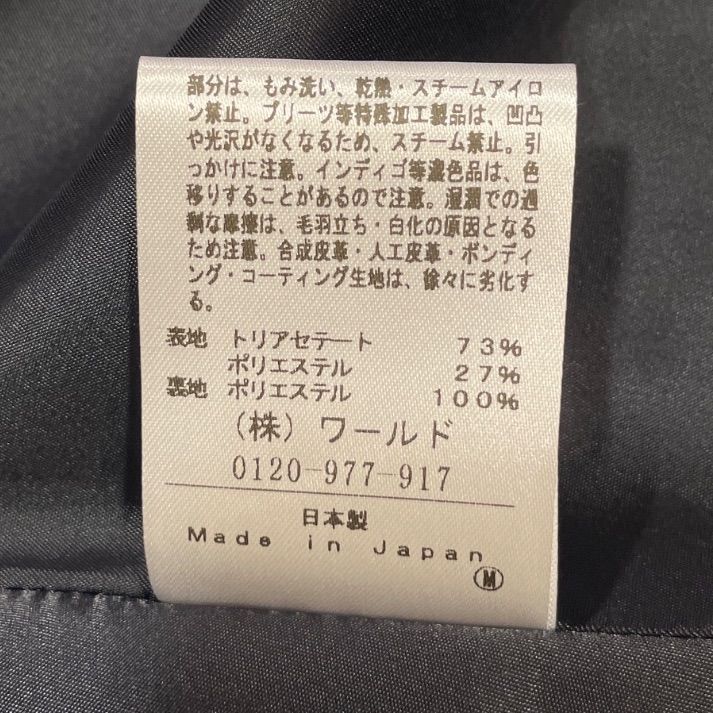 部分は、もみ洗い、乾熱・スチームアイロ
ン禁止。プリーツ等特殊加工製品は、凹凸
や光沢がなくなるため、スチーム禁止。引
っかけに注意。インディゴ等濃色品は、色
移りすることがあるので注意。湿潤での過
剰な摩擦は、毛羽立ち・白化の原因となる
ため注意。合成皮革・人工皮革・ボンディ
ング・コーティング生地は、徐々に劣化す
る。
表地 トリアセテート 73%
ポリエステル 27%
裏地 ポリエステル 100%
(株) ワールド
0120-977-917
日本製
Made in Japan
Ⓜ